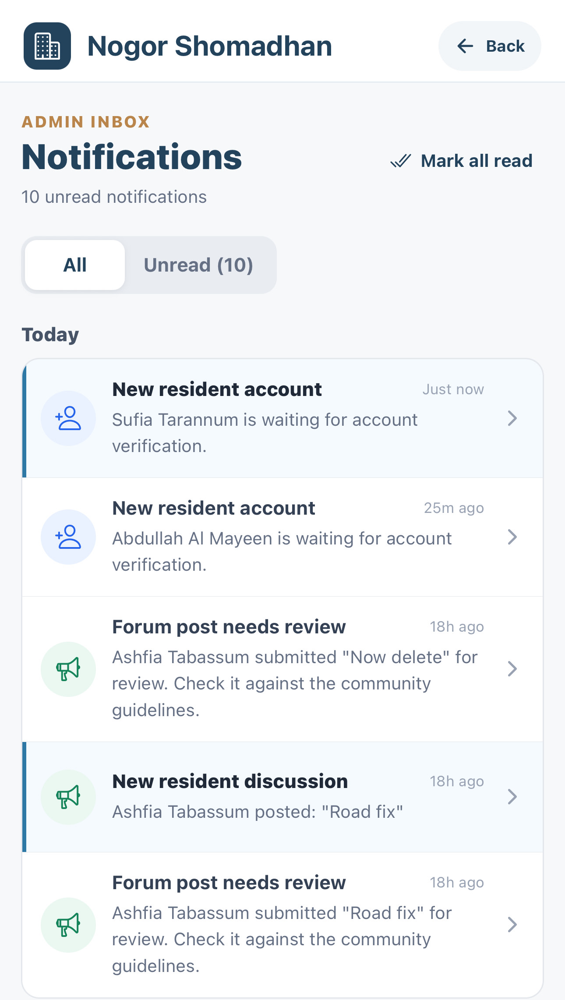 Nogor Shomadhan
Back
ADMIN INBOX
Notifications
Mark all read
10 unread notifications
All
Unread (10)
Today
New resident account
Just now
Sufia Tarannum is waiting for account
verification.
New resident account
25m ago
Abdullah Al Mayeen is waiting for account
verification.
Forum post needs review
18h ago
Ashfia Tabassum submitted "Now delete" for
review. Check it against the community
guidelines.
New resident discussion
18h ago
Ashfia Tabassum posted: "Road fix"
Forum post needs review
18h ago
Ashfia Tabassum submitted "Road fix" for
review. Check it against the community
guidelines.